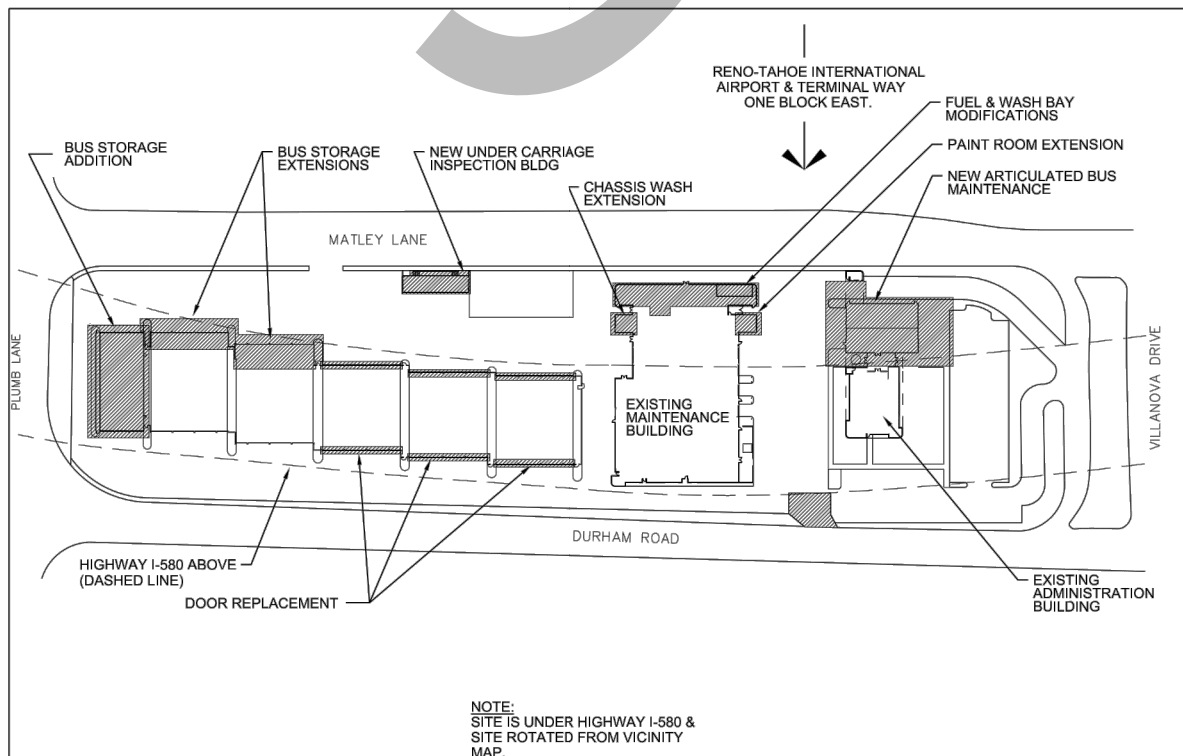 RENO-TAHOE INTERNATIONAL
AIRPORT & TERMINAL WAY
ONE BLOCK EAST.
FUEL & WASH BAY
MODIFICATIONS
PAINT ROOM EXTENSION
NEW ARTICULATED BUS
MAINTENANCE
BUS STORAGE
ADDITION
BUS STORAGE
EXTENSIONS
NEW UNDER CARRIAGE
INSPECTION BLDG
CHASSIS WASH
EXTENSION
MATLEY LANE
PLUMB LANE
VILLANOVA DRIVE
EXISTING
MAINTENANCE
BUILDING
DURHAM ROAD
HIGHWAY I-580 ABOVE
(DASHED LINE)
DOOR REPLACEMENT
EXISTING
ADMINISTRATION
BUILDING
NOTE:
SITE IS UNDER HIGHWAY I-580 &
SITE ROTATED FROM VICINITY
MAP.